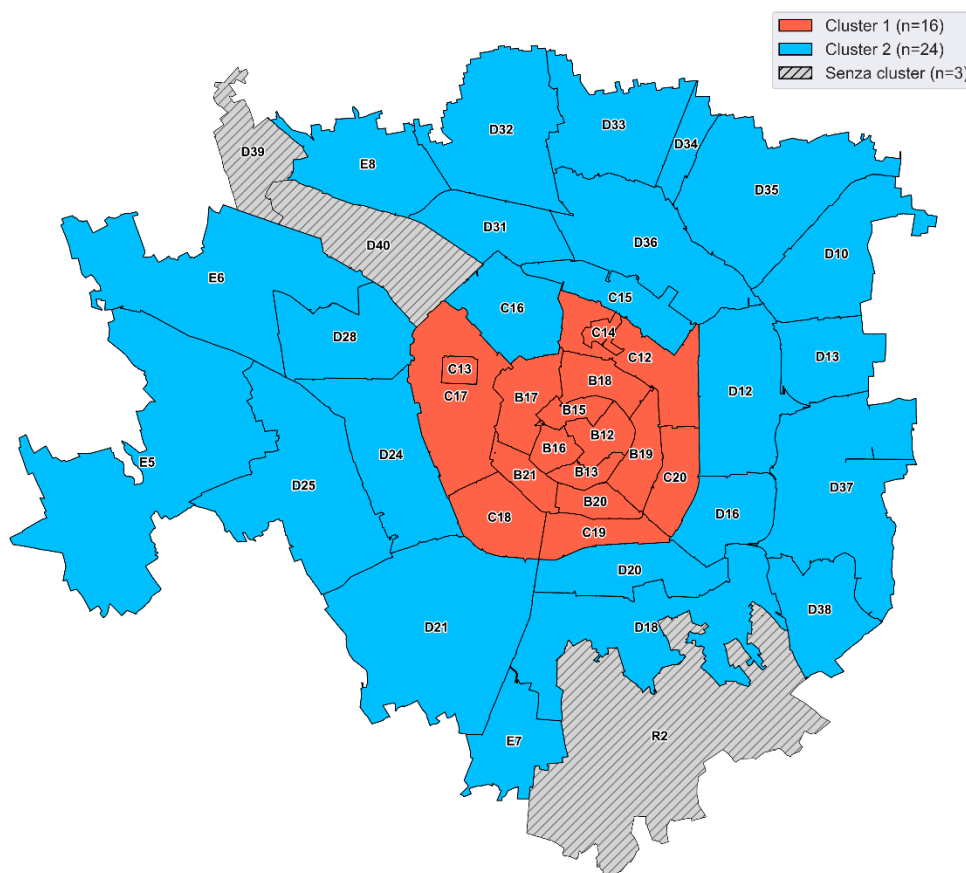 Cluster 1 (n=16)
Cluster 2 (n=24)
Senza cluster (n=3)
D32
D33
D34
D39
E8
D35
D31
D36
D40
D10
E6
C15
C16
C14
D28
C12
D13
D12
C13
B18
C17
B17
B15
B12
B16
B19
D24
E5
B13
B21
C20
D37
D25
B20
C18
D16
C19
D20
D38
D21
D18
R2
E7